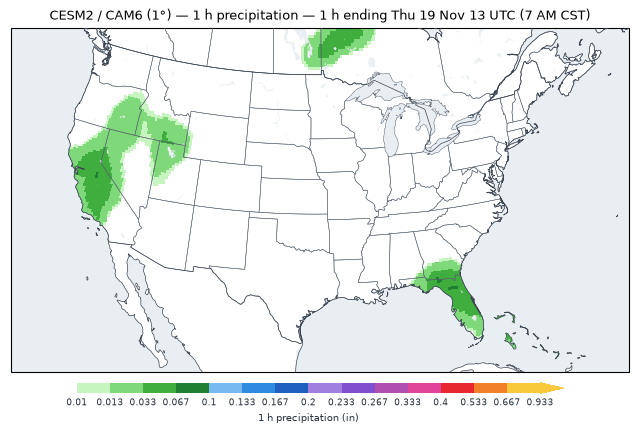 CESM2 / CAM6 (1°) — 1 h precipitation — 1 h ending Thu 19 Nov 13 UTC (7 AM CST)
0.01 0.013 0.033 0.067 0.1 0.133 0.167 0.2 0.233 0.267 0.333 0.4 0.533 0.667 0.933
1 h precipitation (in)